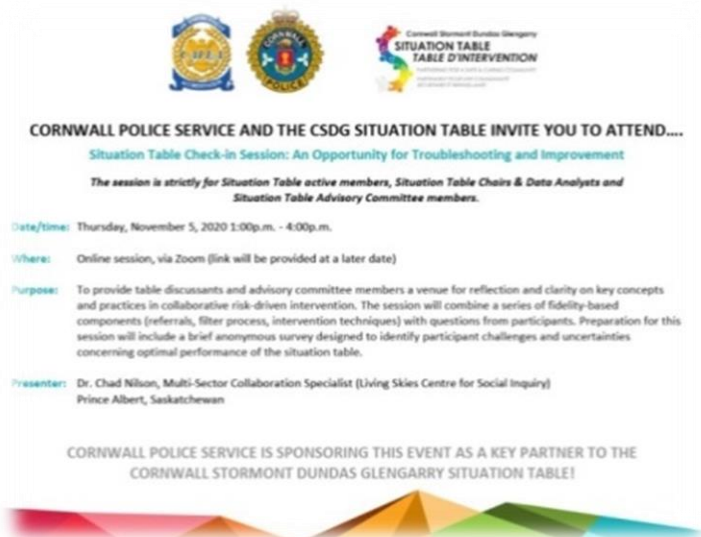 CORNWALL
POLICE
Cornwall Stormont Dundas Glengarry
SITUATION TABLE
TABLE D'INTERVENTION
CORNWALL POLICE SERVICE AND THE CSDG SITUATION TABLE INVITE YOU TO ATTEND....
Situation Table Check-in Session: An Opportunity for Troubleshooting and Improvement
The session is strictly for Situation Table active members, Situation Table Chairs & Data Analysts and
Situation Table Advisory Committee members.
Date/time: Thursday, November 5, 2020 1:00p.m. - 4:00p.m.
Where: Online session, via Zoom (link will be provided at a later date)
Purpose: To provide table discussants and advisory committee members a venue for reflection and clarity on key concepts
and practices in collaborative risk-driven intervention. The session will combine a series of fidelity-based
components (referrals, filter process, intervention techniques) with questions from participants. Preparation for this
session will include a brief anonymous survey designed to identify participant challenges and uncertainties
concerning optimal performance of the situation table.
Presenter: Dr. Chad Nilson, Multi-Sector Collaboration Specialist (Living Skies Centre for Social Inquiry)
Prince Albert, Saskatchewan
CORNWALL POLICE SERVICE IS SPONSORING THIS EVENT AS A KEY PARTNER TO THE
CORNWALL STORMONT DUNDAS GLENGARRY SITUATION TABLE!